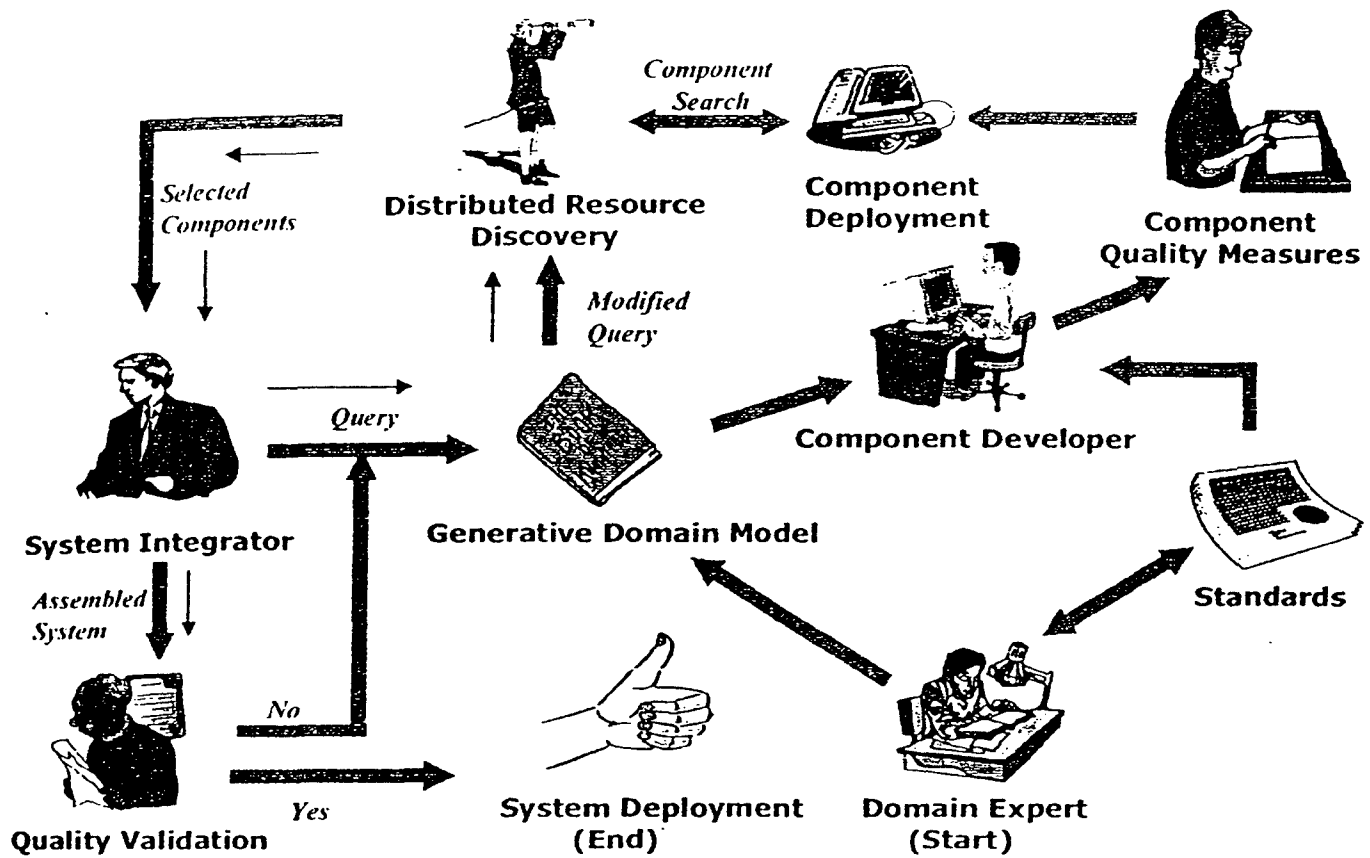 Component
Search
Component
Deployment
Component
Quality Measures
Distributed Resource
Discovery
Selected
Components
Modified
Query
Query
Component Developer
System Integrator
Generative Domain Model
Standards
Assembled
System
No
Yes
Quality Validation
System Deployment
(End)
Domain Expert
(Start)